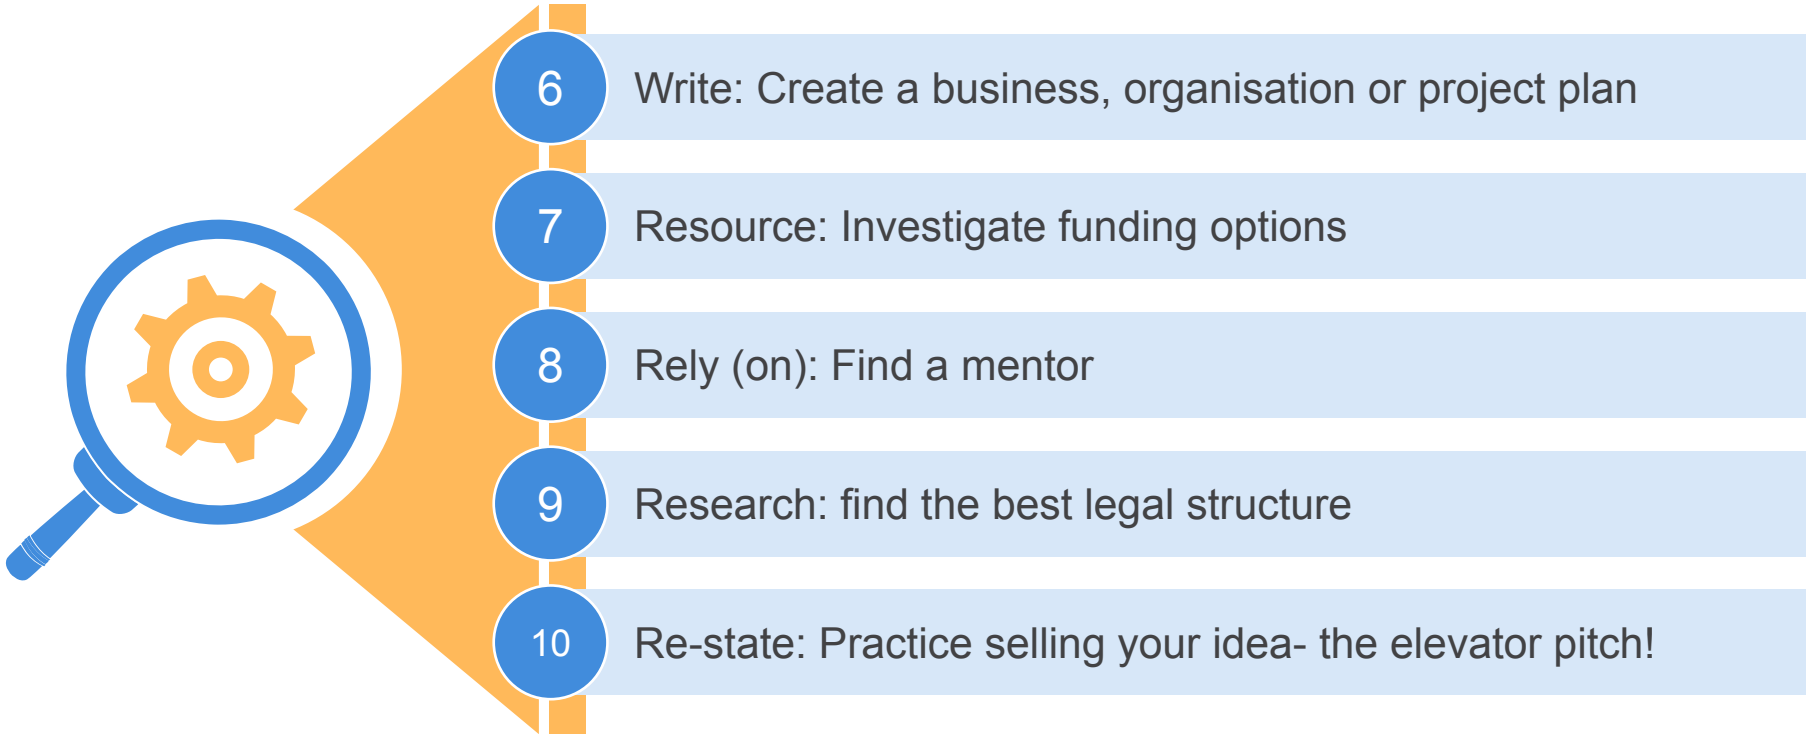 6 Write: Create a business, organisation or project plan
7 Resource: Investigate funding options
8 Rely (on): Find a mentor
9 Research: find the best legal structure
10 Re-state: Practice selling your idea- the elevator pitch!